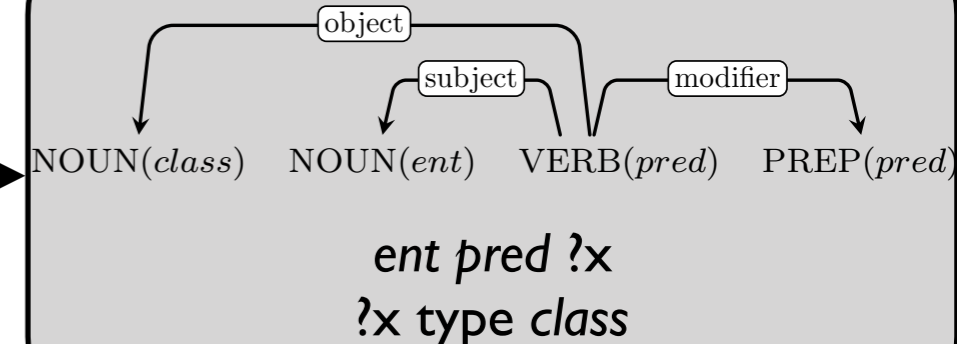 object
subject modifier
NOUN(class) NOUN(ent) VERB(pred) PREP(pred)
ent pred ?x
?x type class